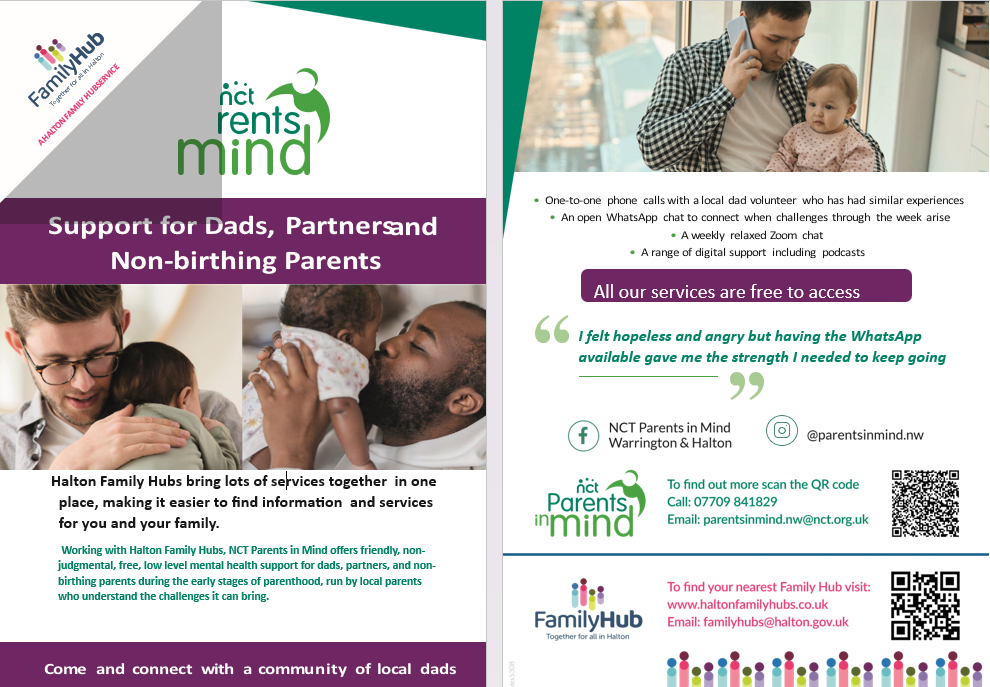 FamilyHub
Together for all in Halton
A HALTON FAMILY HUB SERVICE
nct
rents
mind
Support for Dads, Partners and
Non-birthing Parents
Halton Family Hubs bring lots of services together in one
place, making it easier to find information and services
for you and your family.
Working with Halton Family Hubs, NCT Parents in Mind offers friendly, non-
judgmental, free, low level mental health support for dads, partners, and non-
birthing parents during the early stages of parenthood, run by local parents
who understand the challenges it can bring.
Come and connect with a community of local dads
• One-to-one phone calls with a local dad volunteer who has had similar experiences
• An open WhatsApp chat to connect when challenges through the week arise
• A weekly relaxed Zoom chat
• A range of digital support including podcasts
All our services are free to access
“ I felt hopeless and angry but having the WhatsApp
available gave me the strength I needed to keep going
”
NCT Parents in Mind
Warrington & Halton
@parentsinmind.nw
nct
Parents
in mind
To find out more scan the QR code
Call: 07709 841829
Email: parentsinmind.nw@nct.org.uk
FamilyHub
Together for all in Halton
To find your nearest Family Hub visit:
www.haltonfamilyhubs.co.uk
Email: familyhubs@halton.gov.uk